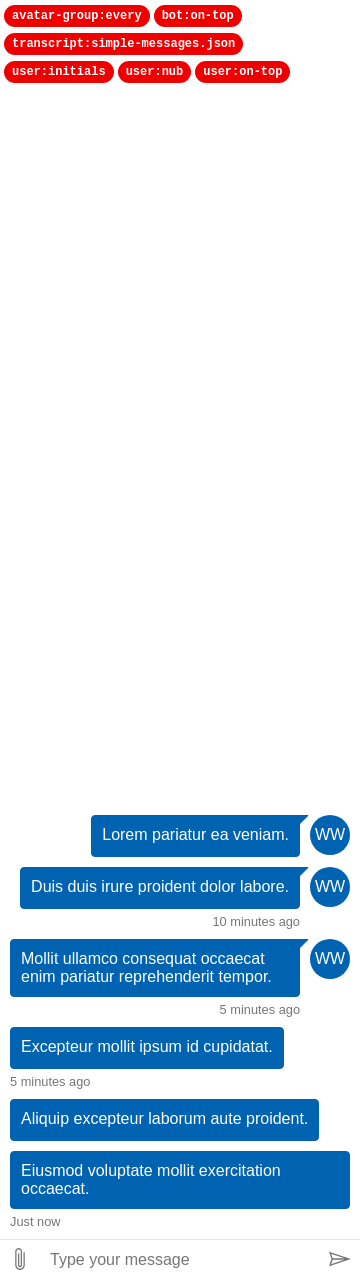 avatar-group:every bot:on-top
transcript:simple-messages.json
user:initials user:nub user:on-top
Lorem pariatur ea veniam. WW
Duis duis irure proident dolor labore. WW
10 minutes ago
Mollit ullamco consequat occaecat WW
enim pariatur reprehenderit tempor.
5 minutes ago
Excepteur mollit ipsum id cupidatat.
5 minutes ago
Aliquip excepteur laborum aute proident.
Eiusmod voluptate mollit exercitation
occaecat.
Just now
Type your message